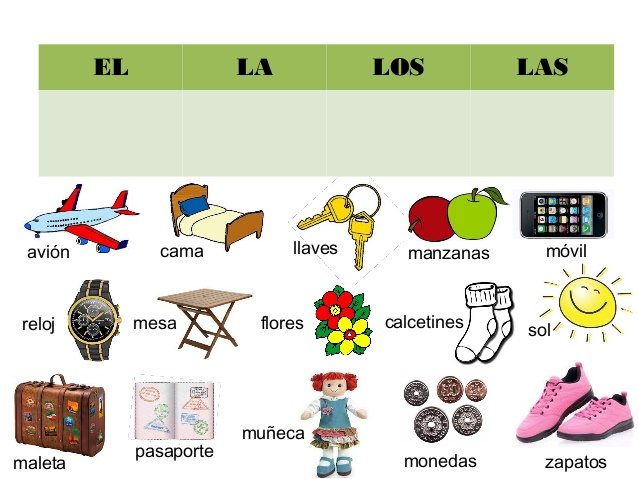 EL LA LOS LAS
avión cama llaves manzanas móvil
reloj mesa flores calcetines sol
maleta pasaporte muñeca monedas zapatos